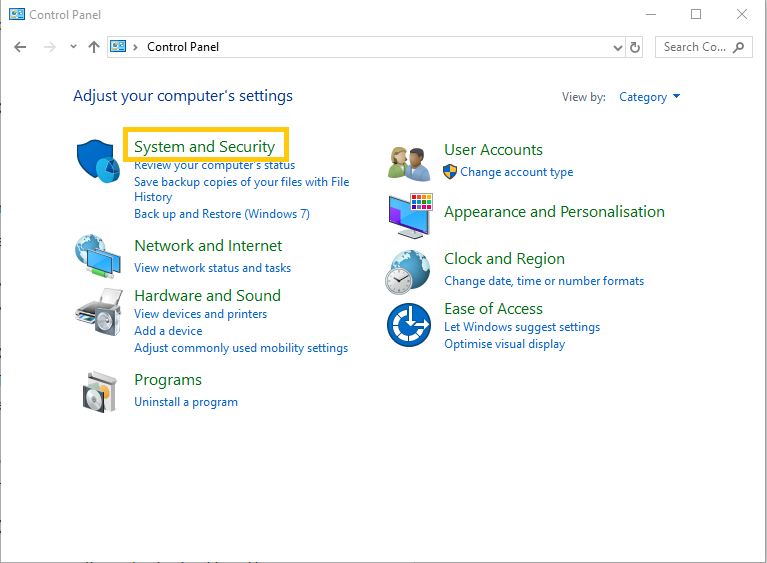 Control Panel
Control Panel
Search Co...
Adjust your computer's settings
View by: Category
System and Security
Review your computer's status
Save backup copies of your files with File
History
Back up and Restore (Windows 7)
Network and Internet
View network status and tasks
Hardware and Sound
View devices and printers
Add a device
Adjust commonly used mobility settings
Programs
Uninstall a program
User Accounts
Change account type
Appearance and Personalisation
Clock and Region
Change date, time or number formats
Ease of Access
Let Windows suggest settings
Optimise visual display